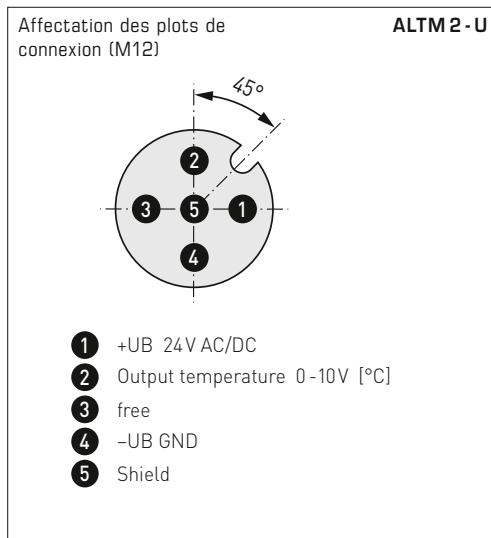 Affectation des plots de
connexion (M12)
ALTM 2 - U
45°
2
3 5 1
4
1 +UB 24V AC/DC
2 Output temperature 0 -10V [°C]
3 free
4 –UB GND
5 Shield